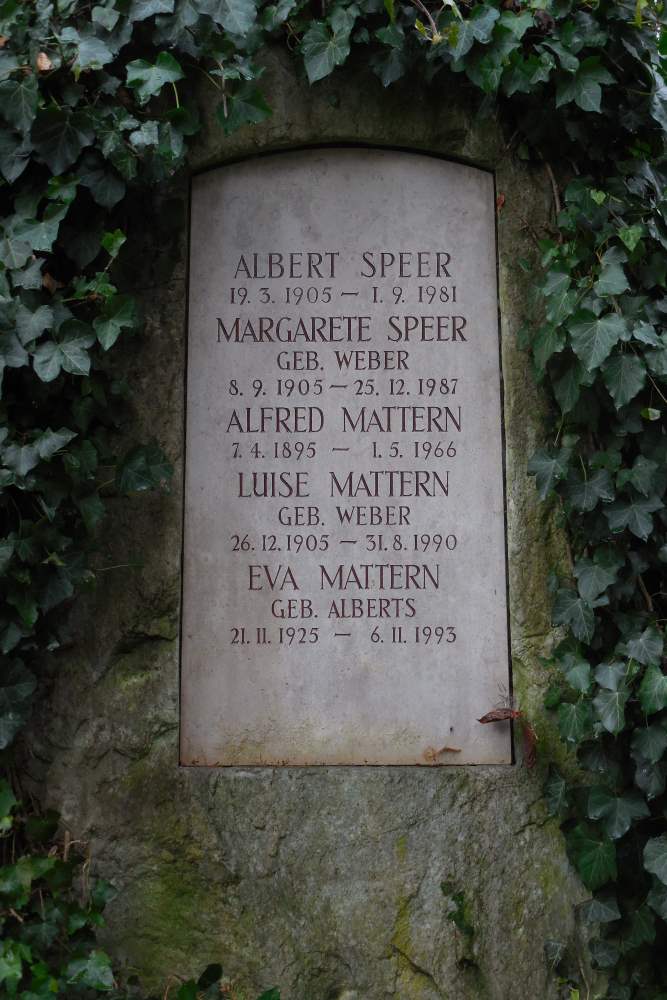 ALBERT SPEER
19. 3. 1905 – 1. 9. 1981
MARGARETE SPEER
GEB. WEBER
8. 9. 1905 – 25. 12. 1987
ALFRED MATTERN
7. 4. 1895 – 1. 5. 1966
LUISE MATTERN
GEB. WEBER
26. 12. 1905 – 31. 8. 1990
EVA MATTERN
GEB. ALBERTS
21. 11. 1925 – 6. 11. 1993